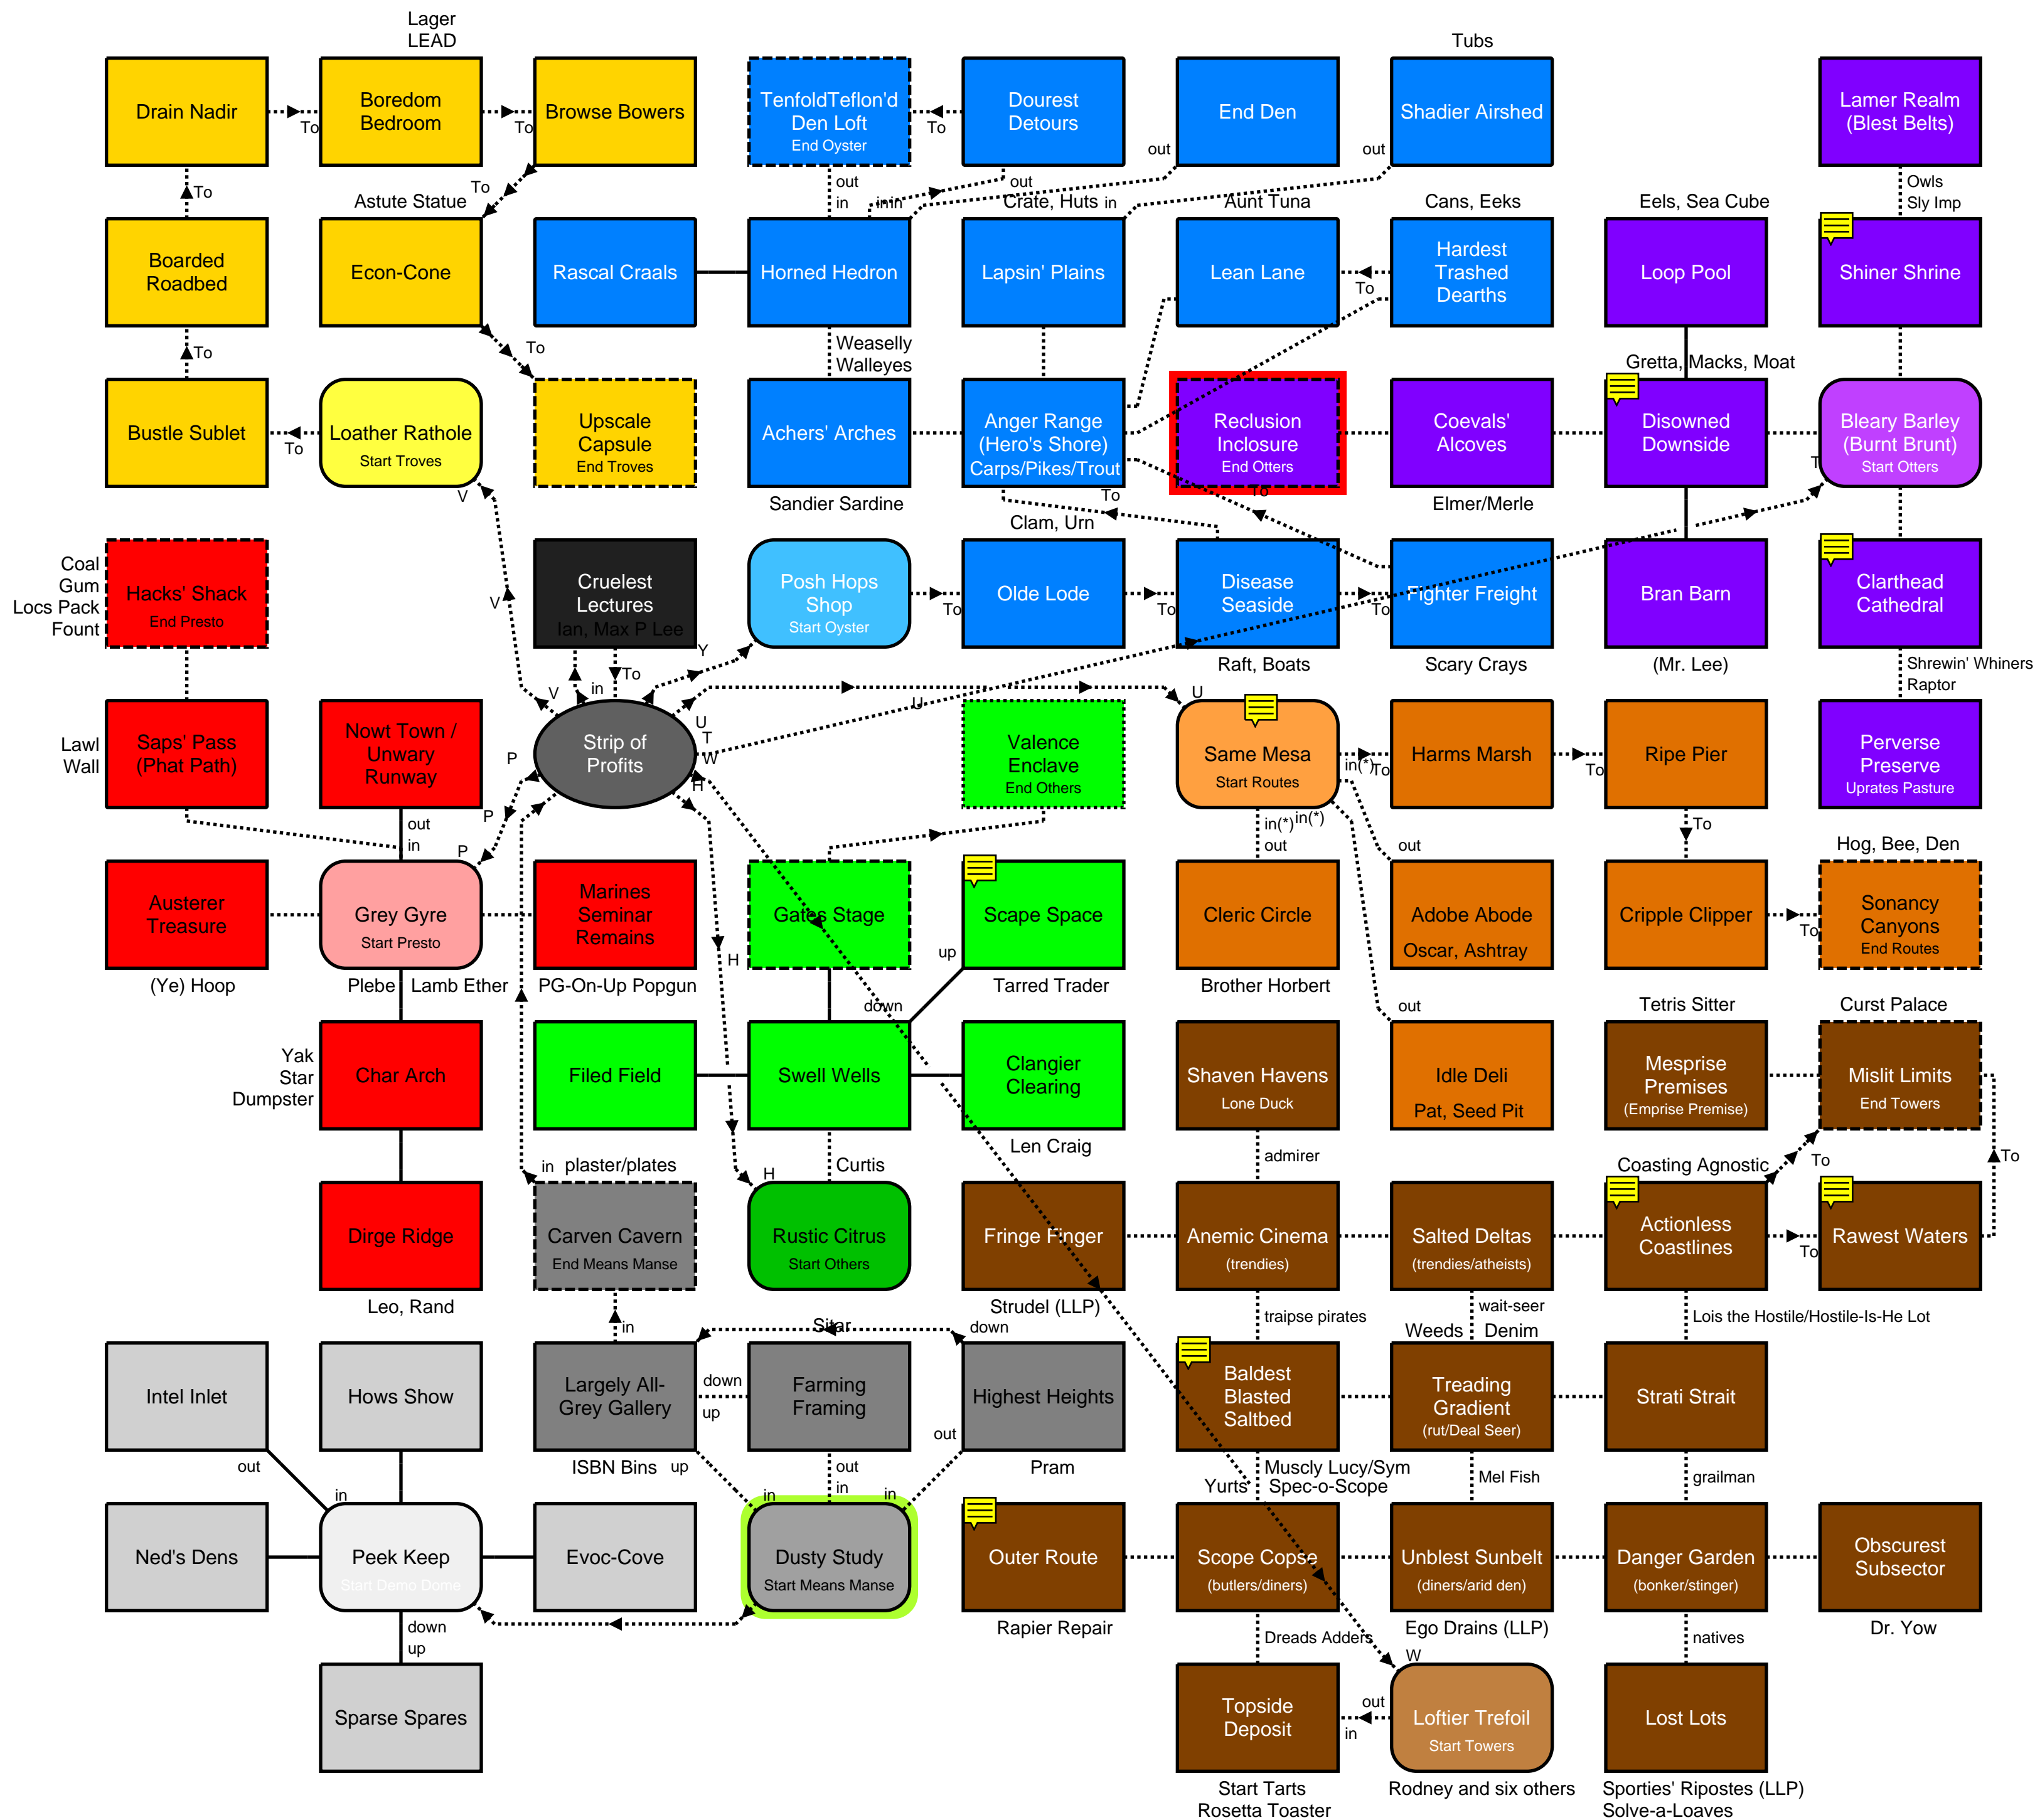 Lager
LEAD
Tubs
Drain Nadir
To
Boredom
Bedroom
To
Browse Bowers
TenfoldTeflon'd
Den Loft
End Oyster
To
Dourest
Detours
End Den
Shadier Airshed
Lamer Realm
(Blest Belts)
out
out
To
To
out
out
Owls
Astute Statue
in
inin
Crate, Huts
in
Aunt Tuna
Cans, Eeks
Eels, Sea Cube
Sly Imp
Boarded
Roadbed
Econ-Cone
Rascal Craals
Horned Hedron
Lapsin' Plains
Lean Lane
To
Hardest
Trashed
Dearths
Loop Pool
Shiner Shrine
To
To
Weaselly
Walleyes
Gretta, Macks, Moat
Bustle Sublet
To
Loather Rathole
Start Troves
Upscale
Capsule
End Troves
Achers' Arches
Anger Range
(Hero's Shore)
Carps/Pikes/Trout
Reclusion
Inclosure
End Otters
Coevals'
Alcoves
Disowned
Downside
Bleary Barley
(Burnt Brunt)
Start Otters
T
V
Sandier Sardine
To
To
Elmer/Merle
Clam, Urn
Coal
Gum
Locs Pack
Fount
Hacks' Shack
End Presto
V
Cruelest
Lectures
Ian, Max P Lee
Posh Hops
Shop
Start Oyster
To
Olde Lode
To
Disease
Seaside
To
Fighter Freight
Bran Barn
Clarthead
Cathedral
Y
To
in
V
Raft, Boats
Scary Crays
(Mr. Lee)
Shrewin' Whiners
Raptor
U
U
U
Lawl
Wall
Saps' Pass
(Phat Path)
Nowt Town /
Unwary
Runway
P
Strip of
Profits
T
W
H
Valence
Enclave
End Others
Same Mesa
Start Routes
in(*)
To
Harms Marsh
To
Ripe Pier
Perverse
Preserve
Uprates Pasture
P
out
in
P
in(*)
in(*)
out
out
To
Hog, Bee, Den
Austerer
Treasure
Grey Gyre
Start Presto
Marines
Seminar
Remains
H
Gates Stage
up
Scape Space
Cleric Circle
Adobe Abode
Oscar, Ashtray
Cripple Clipper
To
Sonancy
Canyons
End Routes
(Ye) Hoop
Plebe
Lamb Ether
PG-On-Up Popgun
down
Tarred Trader
Brother Horbert
out
Tetris Sitter
Curst Palace
Yak
Star
Dumpster
Char Arch
Filed Field
Swell Wells
Clangier
Clearing
Shaven Havens
Lone Duck
Idle Deli
Pat, Seed Pit
Mesprise
Premises
(Emprise Premise)
Mislit Limits
End Towers
in
plaster/plates
H
Curtis
Len Craig
admirer
Coasting Agnostic
To
To
Dirge Ridge
Carven Cavern
End Means Manse
Rustic Citrus
Start Others
Fringe Finger
Anemic Cinema
(trendies)
Salted Deltas
(trendies/atheists)
Actionless
Coastlines
To
Rawest Waters
Leo, Rand
in
Sitar
down
Strudel (LLP)
traipse pirates
wait-seer
Weeds
Denim
Lois the Hostile/Hostile-Is-He Lot
Intel Inlet
Hows Show
Largely All-
Grey Gallery
down
up
Farming
Framing
Highest Heights
Baldest
Blasted
Saltbed
Treading
Gradient
(rut/Deal Seer)
Strati Strait
out
ISBN Bins
up
out
out
Pram
Muscly Lucy/Sym
Yurts
Spec-o-Scope
Mel Fish
grailman
in
in
in
in
Ned's Dens
Peek Keep
Start Demo Dome
Evoc-Cove
Dusty Study
Start Means Manse
Outer Route
Scope Copse
(butlers/diners)
Unblest Sunbelt
(diners/arid den)
Danger Garden
(bonker/stinger)
Obscurest
Subsector
down
up
Rapier Repair
Dreads Adders
Ego Drains (LLP)
W
natives
Dr. Yow
Sparse Spares
Topside
Deposit
out
in
Loftier Trefoil
Start Towers
Lost Lots
Start Tarts
Rosetta Toaster
Rodney and six others
Sporties' Ripostes (LLP)
Solve-a-Loaves